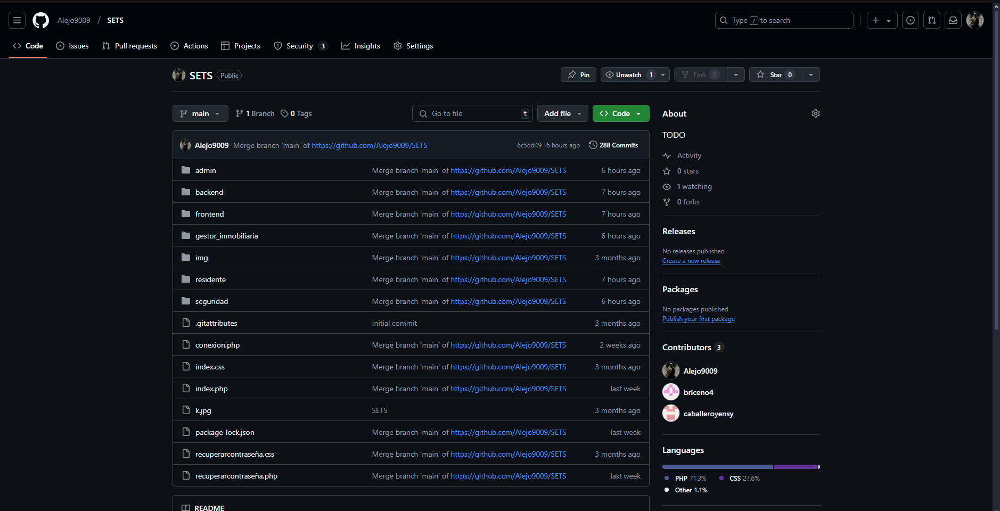 Alejo9009 / SETS
Type / to search
Code Issues Pull requests Actions Projects Security 3 Insights Settings
SETS Public
Pin Unwatch 1 Fork 0 Star 0
main 1 Branch 0 Tags Go to file t Add file Code
Alejo9009 Merge branch 'main' of https://github.com/Alejo9009/SETS 6c5dd49 · 6 hours ago 288 Commits
admin Merge branch 'main' of https://github.com/Alejo9009/SETS 6 hours ago
backend Merge branch 'main' of https://github.com/Alejo9009/SETS 7 hours ago
frontend Merge branch 'main' of https://github.com/Alejo9009/SETS 7 hours ago
gestor_inmobiliaria Merge branch 'main' of https://github.com/Alejo9009/SETS 6 hours ago
img Merge branch 'main' of https://github.com/Alejo9009/SETS 3 months ago
residente Merge branch 'main' of https://github.com/Alejo9009/SETS 7 hours ago
seguridad Merge branch 'main' of https://github.com/Alejo9009/SETS 6 hours ago
.gitattributes Initial commit 3 months ago
conexion.php Merge branch 'main' of https://github.com/Alejo9009/SETS 2 weeks ago
index.css Merge branch 'main' of https://github.com/Alejo9009/SETS 3 months ago
index.php Merge branch 'main' of https://github.com/Alejo9009/SETS last week
k.jpg SETS 3 months ago
package-lock.json Merge branch 'main' of https://github.com/Alejo9009/SETS last week
recuperarcontraseña.css Merge branch 'main' of https://github.com/Alejo9009/SETS 3 months ago
recuperarcontraseña.php Merge branch 'main' of https://github.com/Alejo9009/SETS last week
README
About
TODO
Activity
0 stars
1 watching
0 forks
Releases
No releases published
Create a new release
Packages
No packages published
Publish your first package
Contributors 3
Alejo9009
briceno4
caballeroyensy
Languages
PHP 71.3% CSS 27.6%
Other 1.1%